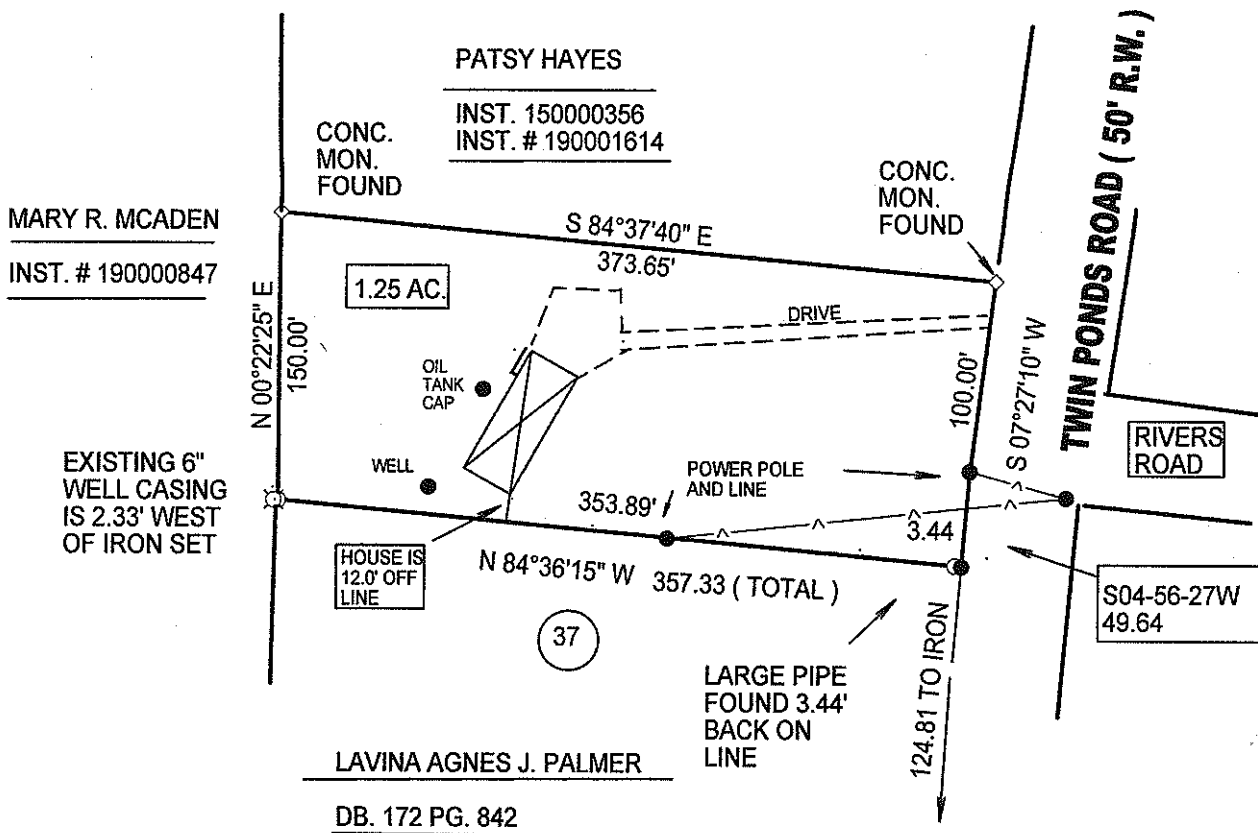 PATSY HAYES
INST. 150000356
INST. # 190001614
CONC.
MON.
FOUND
CONC.
MON.
FOUND
TWIN PONDS ROAD ( 50' R.W. )
MARY R. MCADEN
INST. # 190000847
S 84°37'40" E
373.65'
1.25 AC.
N 00°22'25" E
150.00'
DRIVE
OIL
TANK
CAP
100.00'
S 07°27'10" W
RIVERS
ROAD
EXISTING 6"
WELL CASING
IS 2.33' WEST
OF IRON SET
WELL
POWER POLE
AND LINE
353.89'
3.44
HOUSE IS
12.0' OFF
LINE
N 84°36'15" W 357.33 ( TOTAL )
S04-56-27W
49.64
37
LARGE PIPE
FOUND 3.44'
BACK ON
LINE
124.81 TO IRON
LAVINA AGNES J. PALMER
DB. 172 PG. 842